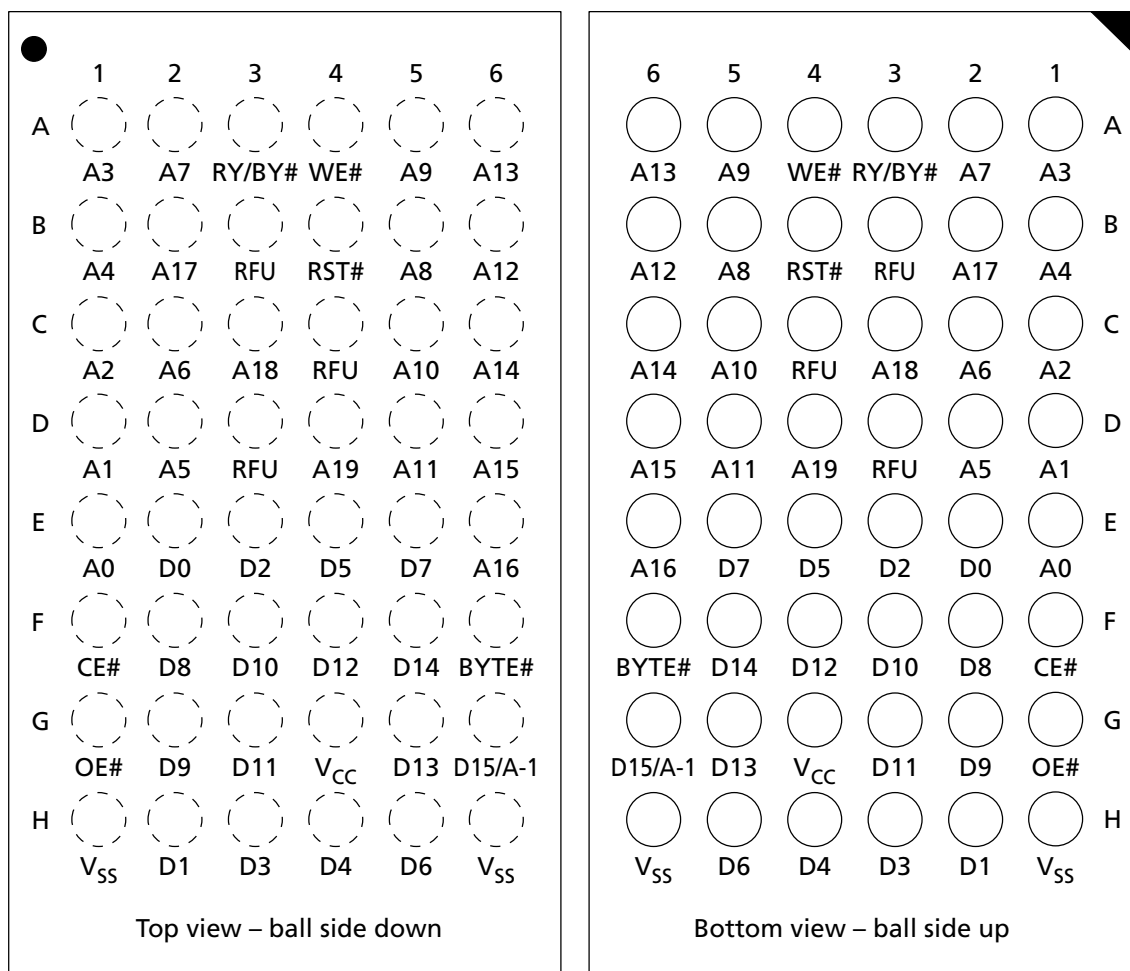 1 2 3 4 5 6
A
A3 A7 RY/BY# WE# A9 A13
B
A4 A17 RFU RST# A8 A12
C
A2 A6 A18 RFU A10 A14
D
A1 A5 RFU A19 A11 A15
E
A0 D0 D2 D5 D7 A16
F
CE# D8 D10 D12 D14 BYTE#
G
OE# D9 D11 VCC D13 D15/A-1
H
VSS D1 D3 D4 D6 VSS
Top view – ball side down
6 5 4 3 2 1
A
A13 A9 WE# RY/BY# A7 A3
B
A12 A8 RST# RFU A17 A4
C
A14 A10 RFU A18 A6 A2
D
A15 A11 A19 RFU A5 A1
E
A16 D7 D5 D2 D0 A0
F
BYTE# D14 D12 D10 D8 CE#
G
D15/A-1 D13 VCC D11 D9 OE#
H
VSS D6 D4 D3 D1 VSS
Bottom view – ball side up